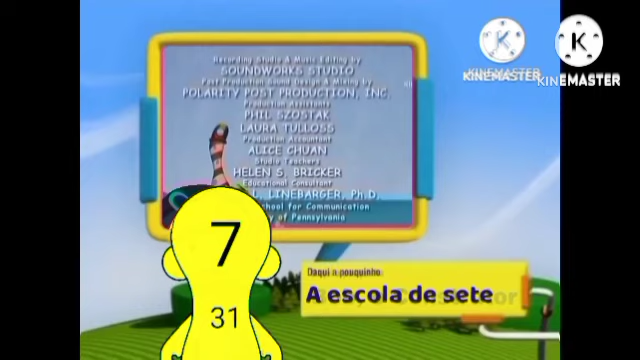 Recording Studio & Music Editing by
SOUNDWORKS STUDIO
Post Production Sound Design & Mixing by
POLARITY POST PRODUCTION, INC.
Production Assistants
PHIL SZOSTAK
LAURA TULLOSS
Production Accountant
ALICE CHUAN
Studio Teachers
HELEN S. BRICKER
Educational Consultant
LINEBARGER, Ph.D.
School for Communication
of Pennsylvania
KINEMASTER
KINEMASTER
7
31
Daqui a pouquinho:
A escola de sete